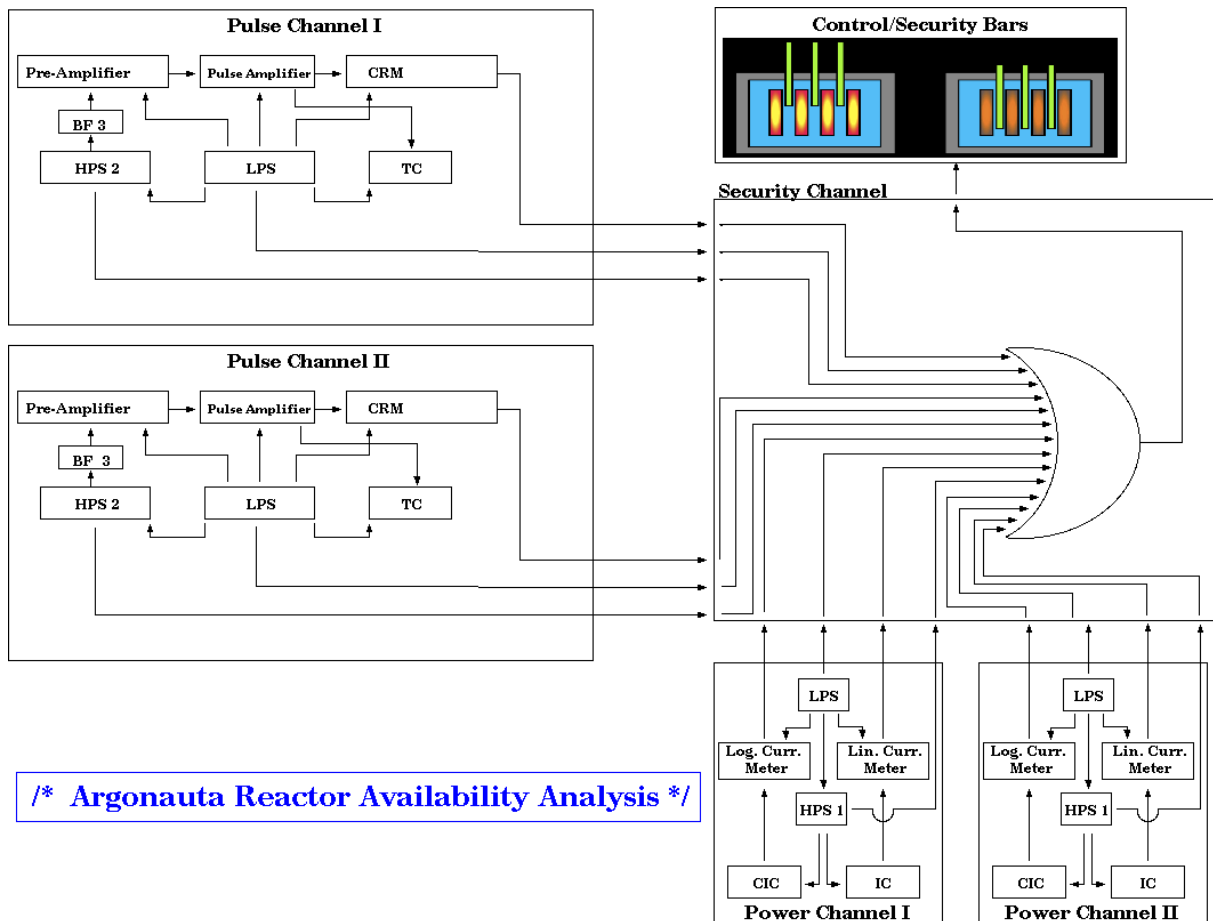 Pulse Channel I
Pre-Amplifier
Pulse Amplifier
CRM
BF 3
HPS 2
LPS
TC
Control/Security Bars
Security Channel
Pulse Channel II
Pre-Amplifier
Pulse Amplifier
CRM
BF 3
HPS 2
LPS
TC
/* Argonauta Reactor Availability Analysis */
LPS
Log. Curr.
Meter
Lin. Curr.
Meter
HPS 1
CIC
IC
Power Channel I
LPS
Log. Curr.
Meter
Lin. Curr.
Meter
HPS 1
CIC
IC
Power Channel II